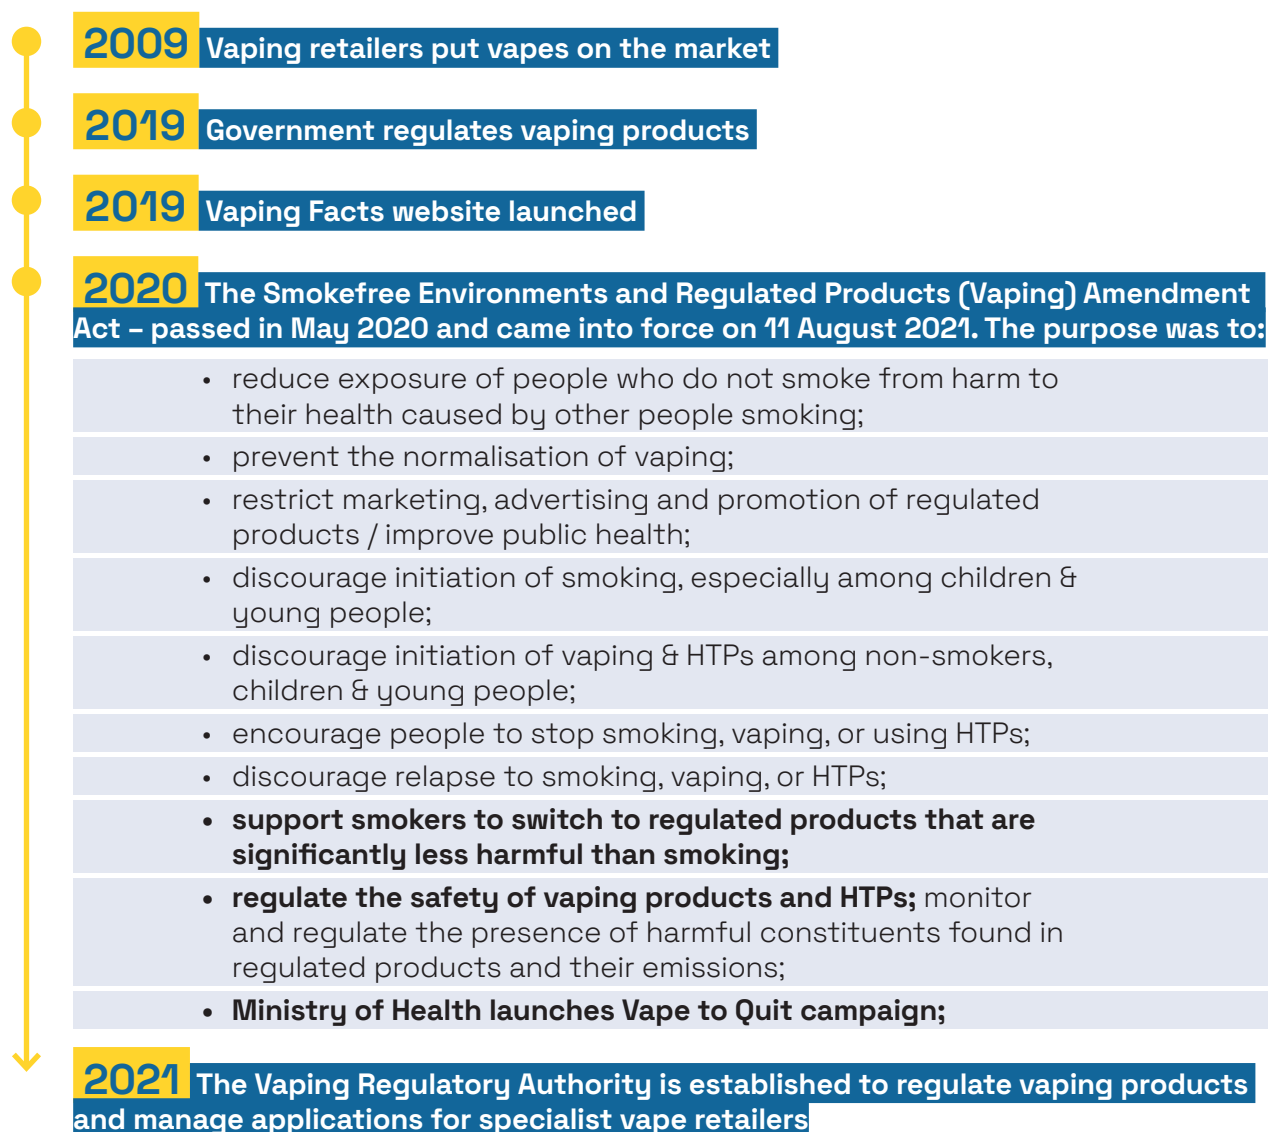 2009 Vaping retailers put vapes on the market
2019 Government regulates vaping products
2019 Vaping Facts website launched
2020 The Smokefree Environments and Regulated Products (Vaping) Amendment
Act – passed in May 2020 and came into force on 11 August 2021. The purpose was to:
• reduce exposure of people who do not smoke from harm to
their health caused by other people smoking;
• prevent the normalisation of vaping;
• restrict marketing, advertising and promotion of regulated
products / improve public health;
• discourage initiation of smoking, especially among children &
young people;
• discourage initiation of vaping & HTPs among non-smokers,
children & young people;
• encourage people to stop smoking, vaping, or using HTPs;
• discourage relapse to smoking, vaping, or HTPs;
• support smokers to switch to regulated products that are
significantly less harmful than smoking;
• regulate the safety of vaping products and HTPs; monitor
and regulate the presence of harmful constituents found in
regulated products and their emissions;
• Ministry of Health launches Vape to Quit campaign;
2021 The Vaping Regulatory Authority is established to regulate vaping products
and manage applications for specialist vape retailers